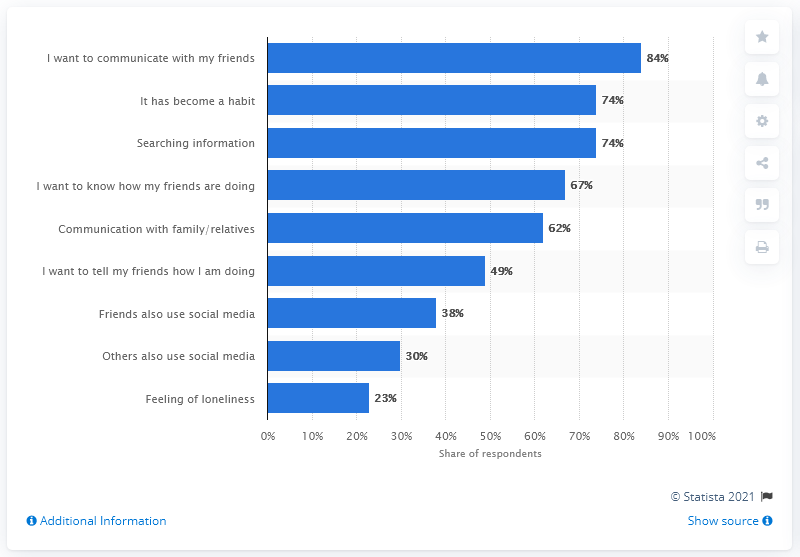 I want to communicate with my friends 84%
It has become a habit 74%
Searching information 74%
I want to know how my friends are doing 67%
Communication with family/relatives 62%
I want to tell my friends how I am doing 49%
Friends also use social media 38%
Others also use social media 30%
Feeling of loneliness 23%
0% 10% 20% 30% 40% 50% 60% 70% 80% 90% 100%
Share of respondents
© Statista 2021
Additional Information Show source